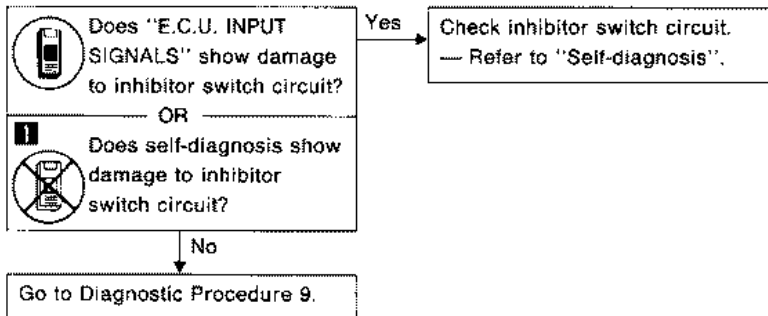 Does "E.C.U. INPUT
SIGNALS" show damage
to inhibitor switch circuit?
OR
1
Does self-diagnosis show
damage to inhibitor
switch circuit?
Yes
Check inhibitor switch circuit.
— Refer to "Self-diagnosis".
No
Go to Diagnostic Procedure 9.